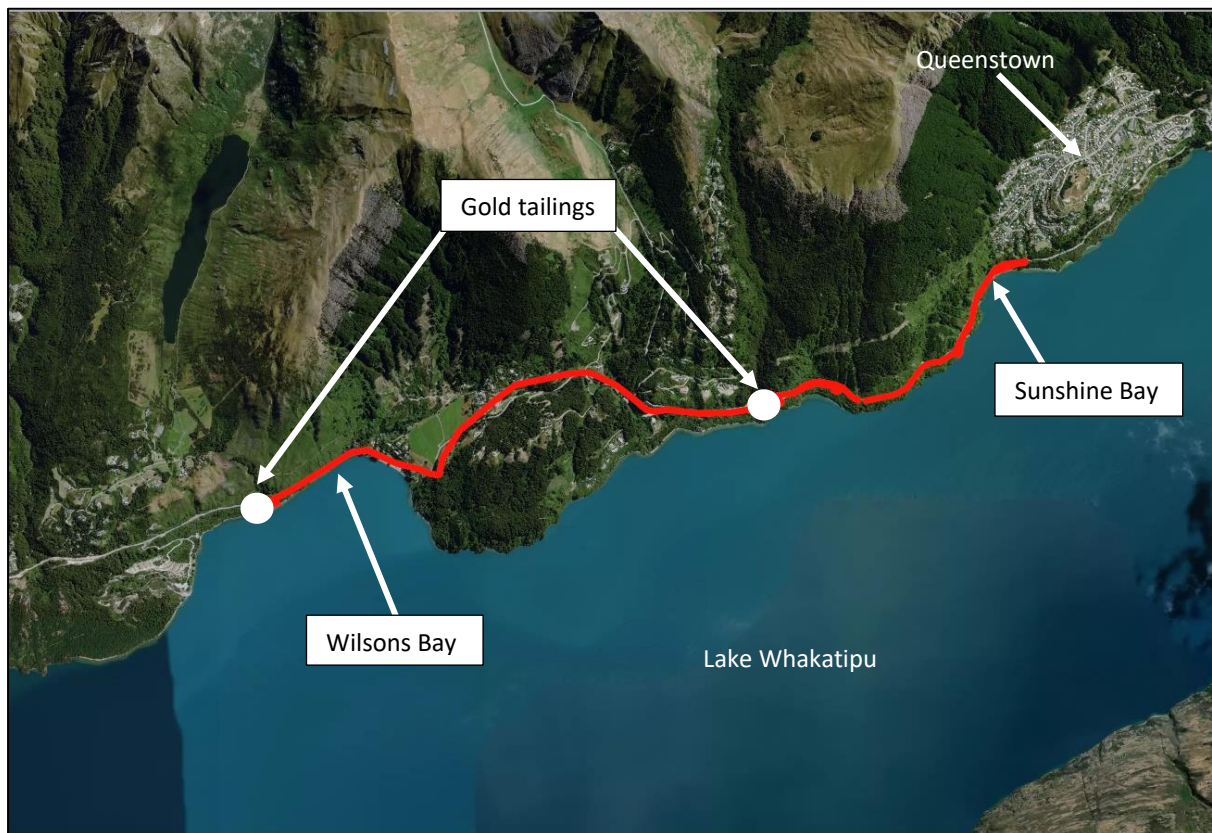 Queenstown
Gold tailings
Sunshine Bay
Wilsons Bay
Lake Whakatipu